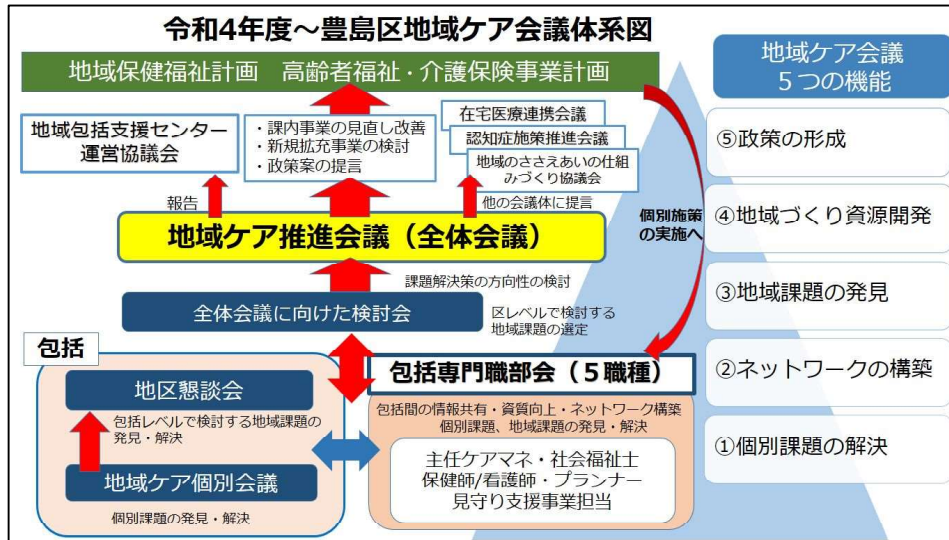 令和4年度～豊島区地域ケア会議体系図
地域保健福祉計画　高齢者福祉・介護保険事業計画
地域包括支援センター
運営協議会
・課内事業の見直し改善
・新規拡充事業の検討
・政策案の提言
在宅医療連携会議
認知症施策推進会議
地域のささえあいの仕組
みづくり協議会
報告
他の会議体に提言
個別施策
の実施へ
地域ケア推進会議（全体会議）
課題解決策の方向性の検討
全体会議に向けた検討会
区レベルで検討する
地域課題の選定
包括
地区懇談会
包括レベルで検討する地域課題の
発見・解決
地域ケア個別会議
個別課題の発見・解決
包括専門職部会（５職種）
包括間の情報共有・資質向上・ネットワーク構築
個別課題、地域課題の発見・解決
主任ケアマネ・社会福祉士
保健師/看護師・プランナー
見守り支援事業担当
地域ケア会議
５つの機能
⑤政策の形成
④地域づくり資源開発
③地域課題の発見
②ネットワークの構築
①個別課題の解決